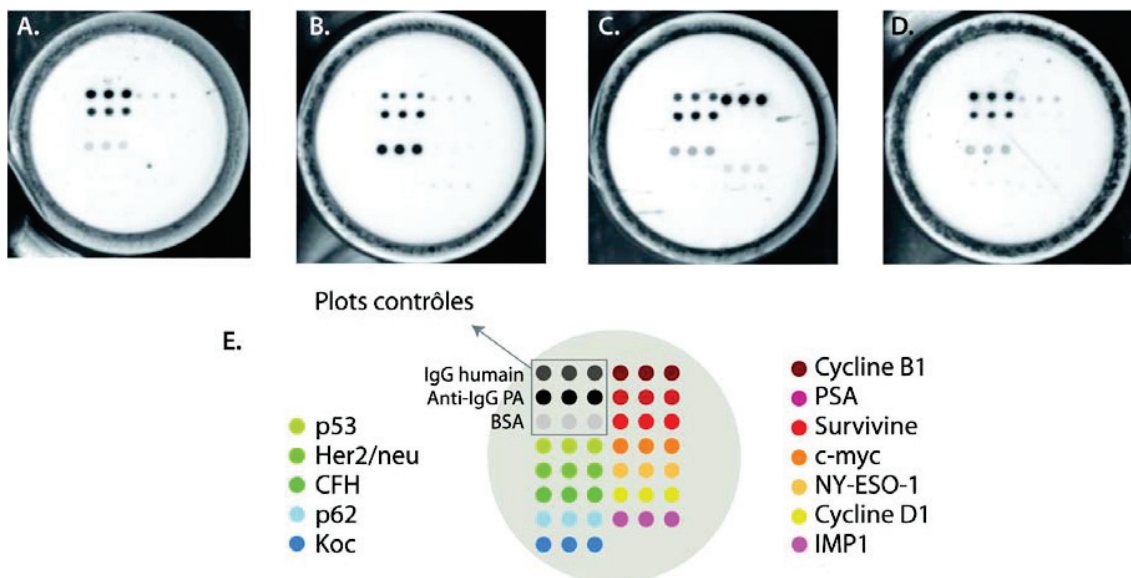 A.
B.
C.
D.
Plots contrôles
E.
IgG humain
Anti-IgG PA
BSA
p53
Her2/neu
CFH
p62
Koc
Cycline B1
PSA
Survivine
c-myc
NY-ESO-1
Cycline D1
IMP1